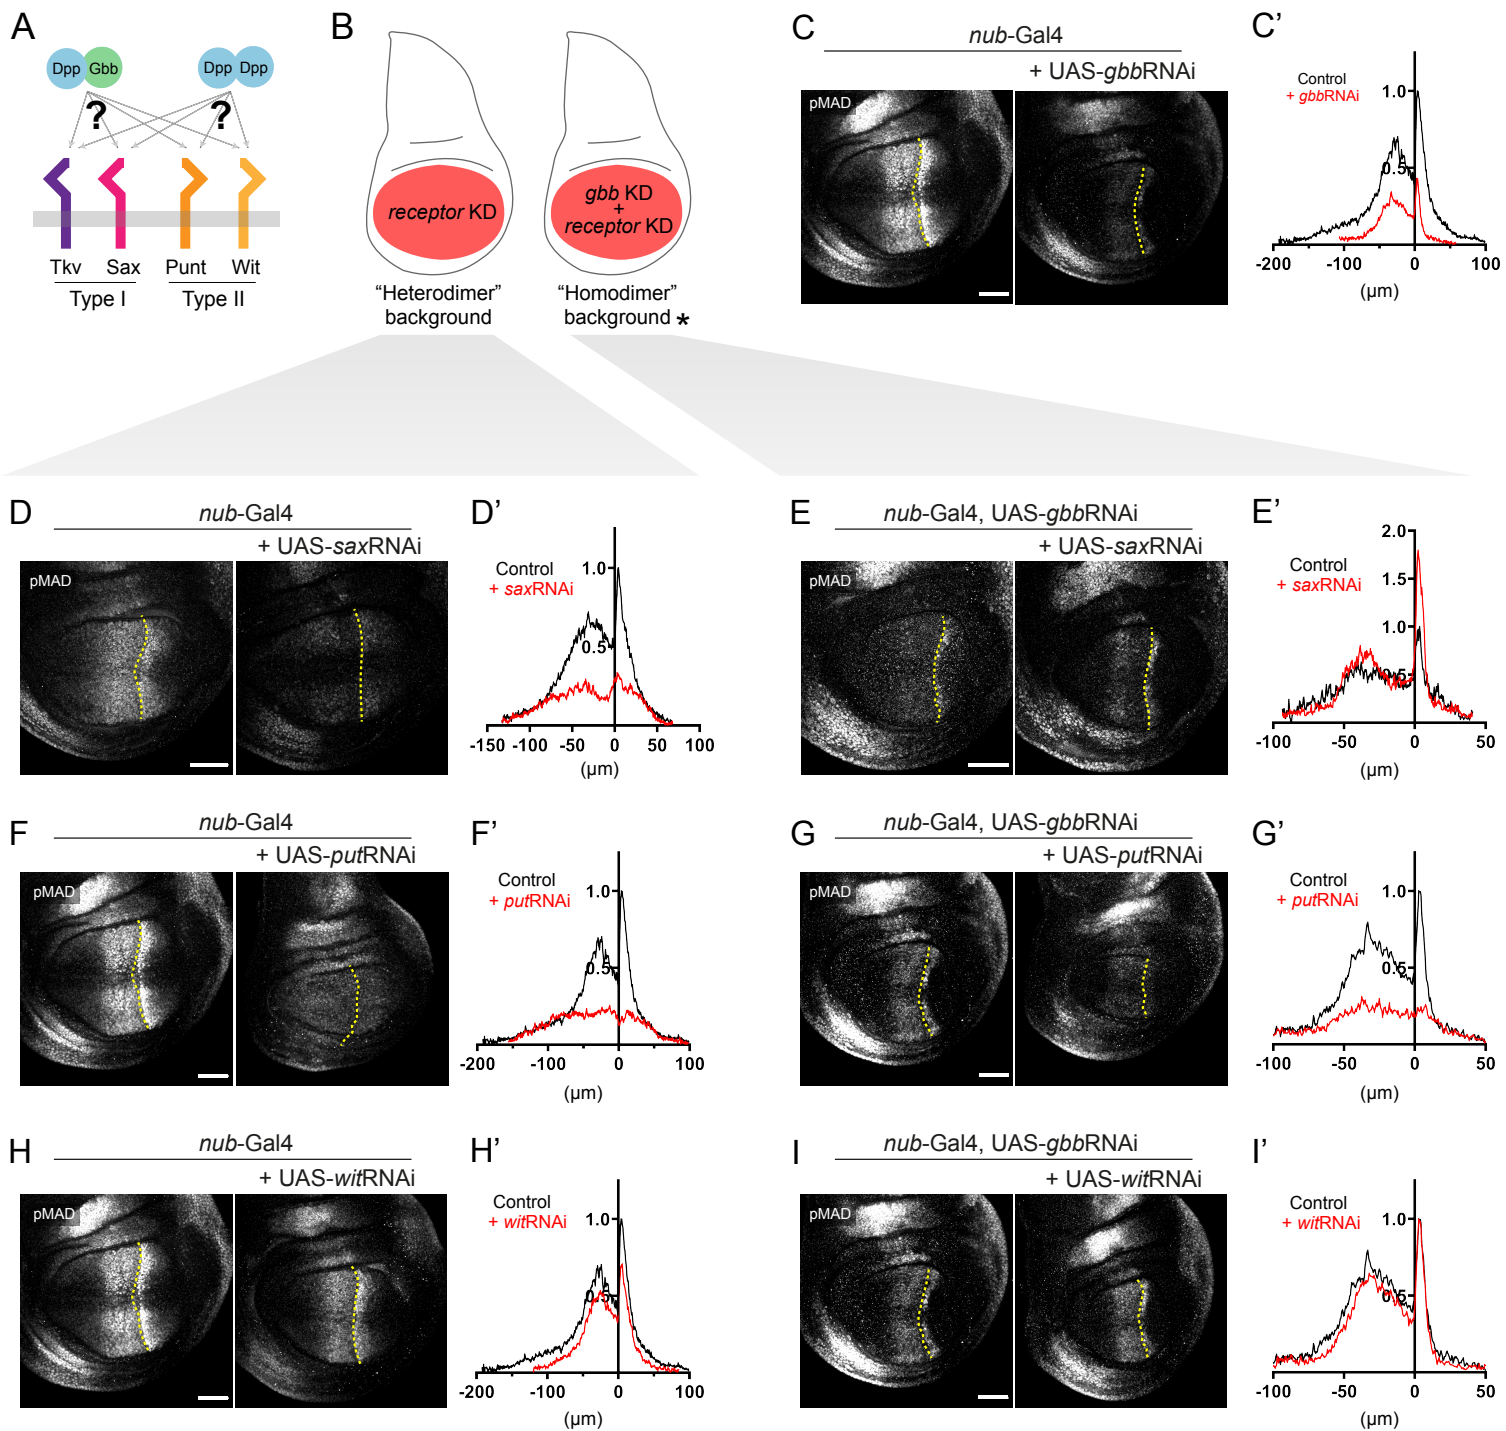 A
Dpp Gbb
Dpp Dpp
? ?
Tkv Sax Punt Wit
Type I Type II
B
receptor KD
gbb KD
+
receptor KD
“Heterodimer”
background
“Homodimer”
background *
C
nub-Gal4
+ UAS-gbbRNAi
pMAD
C’
Control
+ gbbRNAi
1.0
0.5
-200 -100 0 100
(µm)
D
nub-Gal4
+ UAS-saxRNAi
pMAD
D’
Control
+ saxRNAi
1.0
0.5
-150 -100 -50 0 50 100
(µm)
E
nub-Gal4, UAS-gbbRNAi
+ UAS-saxRNAi
pMAD
E’
Control
+ saxRNAi
2.0
1.5
1.0
0.5
-100 -50 0 50
(µm)
F
nub-Gal4
+ UAS-putRNAi
pMAD
F’
Control
+ putRNAi
1.0
0.5
-200 -100 0 100
(µm)
G
nub-Gal4, UAS-gbbRNAi
+ UAS-putRNAi
pMAD
G’
Control
+ putRNAi
1.0
0.5
-100 -50 0 50
(µm)
H
nub-Gal4
+ UAS-witRNAi
pMAD
H’
Control
+ witRNAi
1.0
0.5
-200 -100 0 100
(µm)
I
nub-Gal4, UAS-gbbRNAi
+ UAS-witRNAi
pMAD
I’
Control
+ witRNAi
1.0
0.5
-100 -50 0 50
(µm)